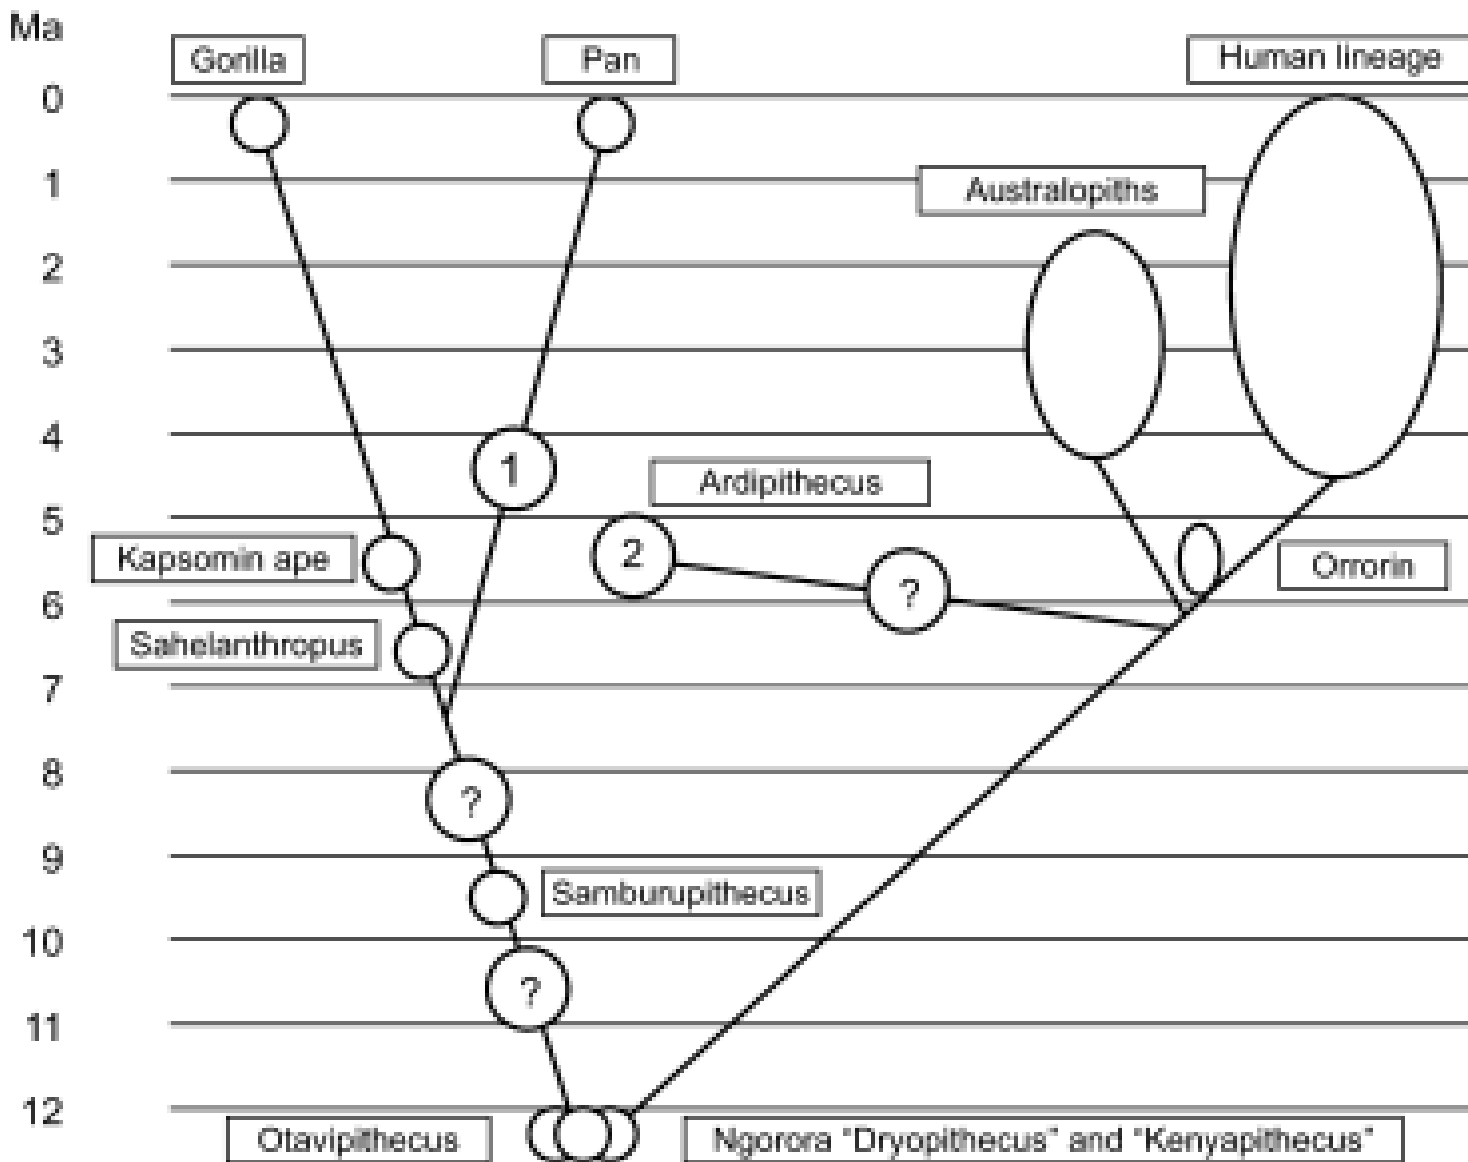 Ma
Gorilla
Pan
Human lineage
0
1
Australopiths
2
3
4
1
Ardipithecus
5
Kapsomin ape
2
?
Orrorin
6
Sahelanthropus
7
8
?
9
Samburupithecus
10
?
11
12
Otavipithecus
Ngorora "Dryopithecus" and "Kenyapithecus"